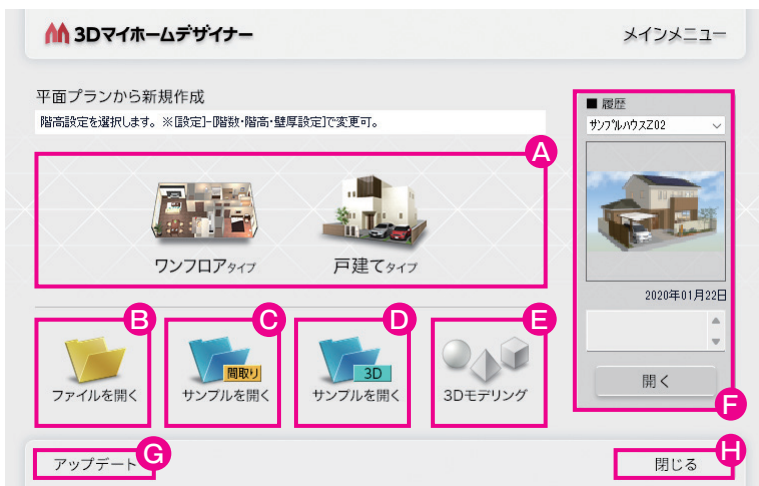 3Dマイホームデザイナー
メインメニュー
平面プランから新規作成
階高設定を選択します。※[設定]-[階数・階高・壁厚設定]で変更可。
A
ワンフロアタイプ
戸建てタイプ
B
ファイルを開く
C
間取り
サンプルを開く
D
3D
サンプルを開く
E
3Dモデリング
■ 履歴
サンプルハウスZ02
2020年01月22日
開く
F
アップデート
G
閉じる
H